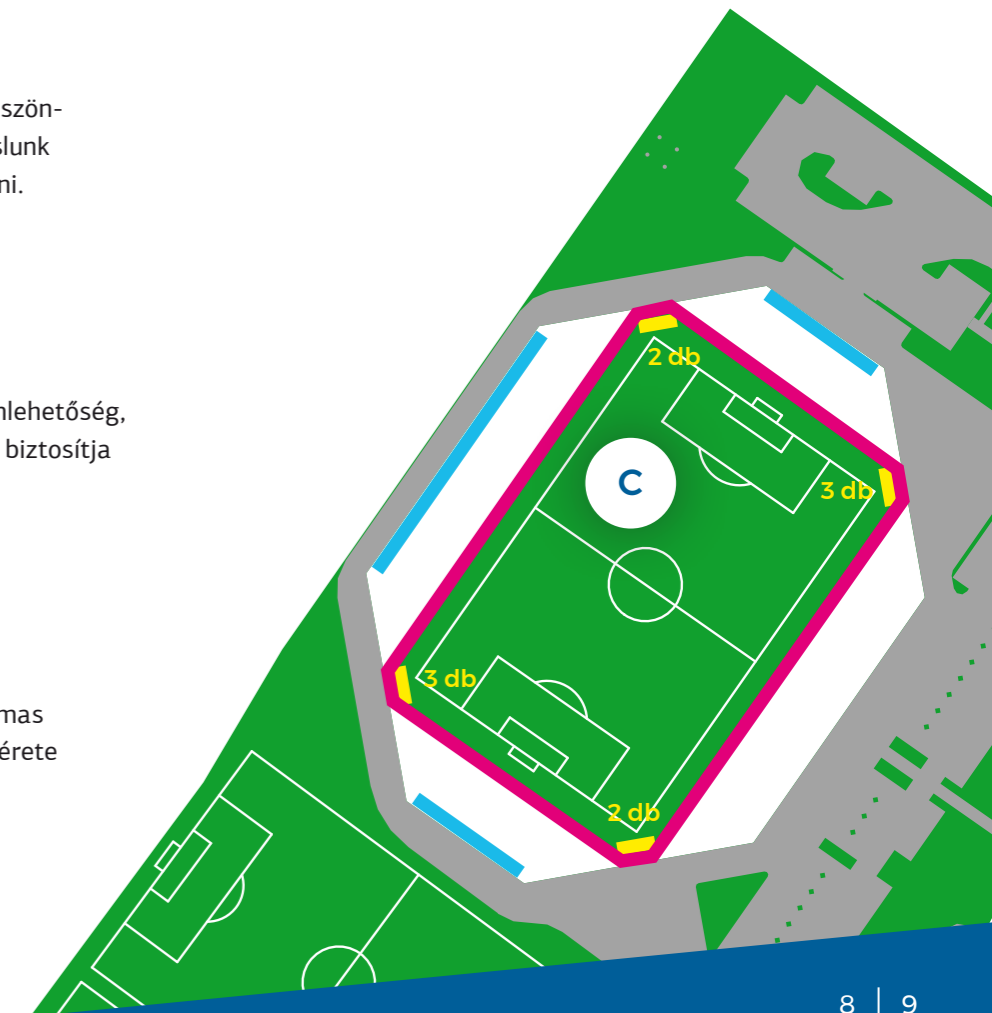 szön-
slunk
ni.
nlehetőség,
biztosítja
mas
érete
2 db
C
3 db
3 db
2 db
8 | 9